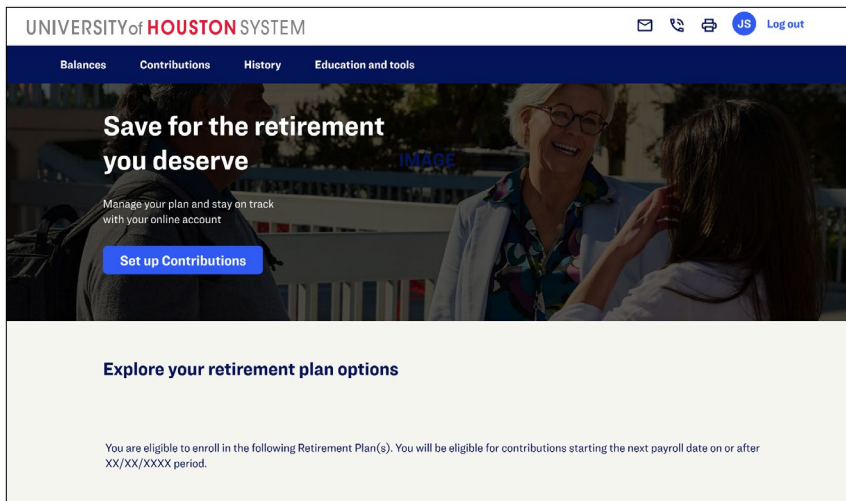 UNIVERSITY of HOUSTON SYSTEM
JS Log out
Balances Contributions History Education and tools
Save for the retirement
you deserve
IMAGE
Manage your plan and stay on track
with your online account
Set up Contributions
Explore your retirement plan options
You are eligible to enroll in the following Retirement Plan(s). You will be eligible for contributions starting the next payroll date on or after
XX/XX/XXXX period.